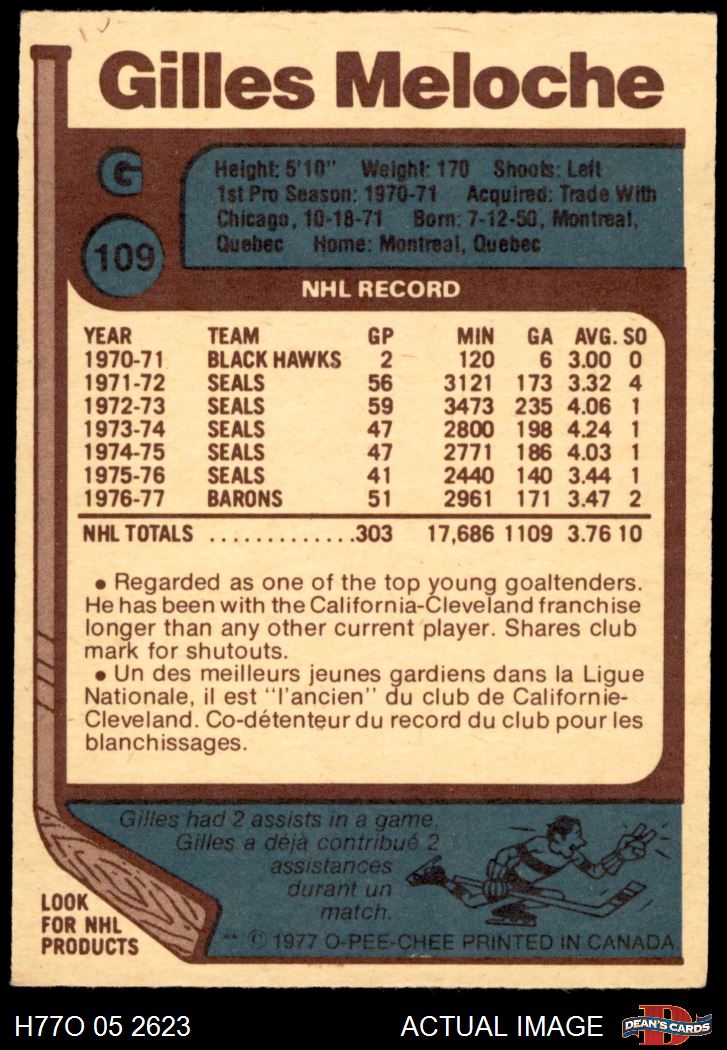 Gilles Meloche
G
Height: 5'10" Weight: 170 Shoots: Left
1st Pro Season: 1970-71 Acquired: Trade With
Chicago, 10-18-71 Born: 7-12-50, Montreal,
Quebec Home: Montreal, Quebec
109
NHL RECORD
YEAR TEAM GP MIN GA AVG. SO
1970-71 BLACK HAWKS 2 120 6 3.00 0
1971-72 SEALS 56 3121 173 3.32 4
1972-73 SEALS 59 3473 235 4.06 1
1973-74 SEALS 47 2800 198 4.24 1
1974-75 SEALS 47 2771 186 4.03 1
1975-76 SEALS 41 2440 140 3.44 1
1976-77 BARONS 51 2961 171 3.47 2
NHL TOTALS .............303 17,686 1109 3.76 10
• Regarded as one of the top young goaltenders.
He has been with the California-Cleveland franchise
longer than any other current player. Shares club
mark for shutouts.
• Un des meilleurs jeunes gardiens dans la Ligue
Nationale, il est "l'ancien" du club de Californie-
Cleveland. Co-détenteur du record du club pour les
blanchissages.
Gilles had 2 assists in a game.
Gilles a déjà contribué 2
assistances
durant un
match.
LOOK
FOR NHL
PRODUCTS
** © 1977 O-PEE-CHEE PRINTED IN CANADA
H77O 05 2623 ACTUAL IMAGE
D
DEAN'S CARDS